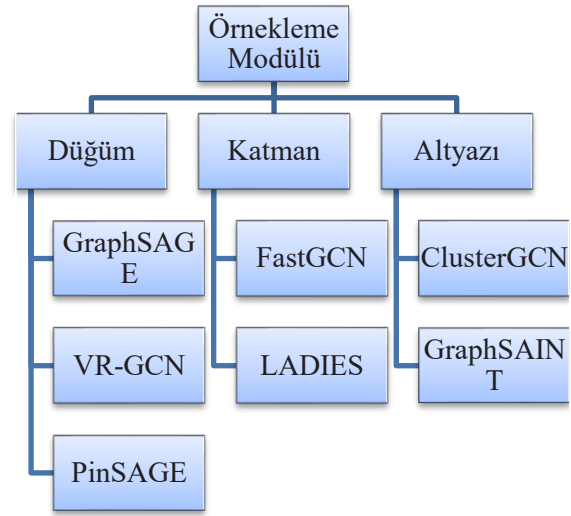 Örnekleme
Modülü
Düğüm
Katman
Altyazı
GraphSAG
E
FastGCN
ClusterGCN
VR-GCN
LADIES
GraphSAIN
T
PinSAGE